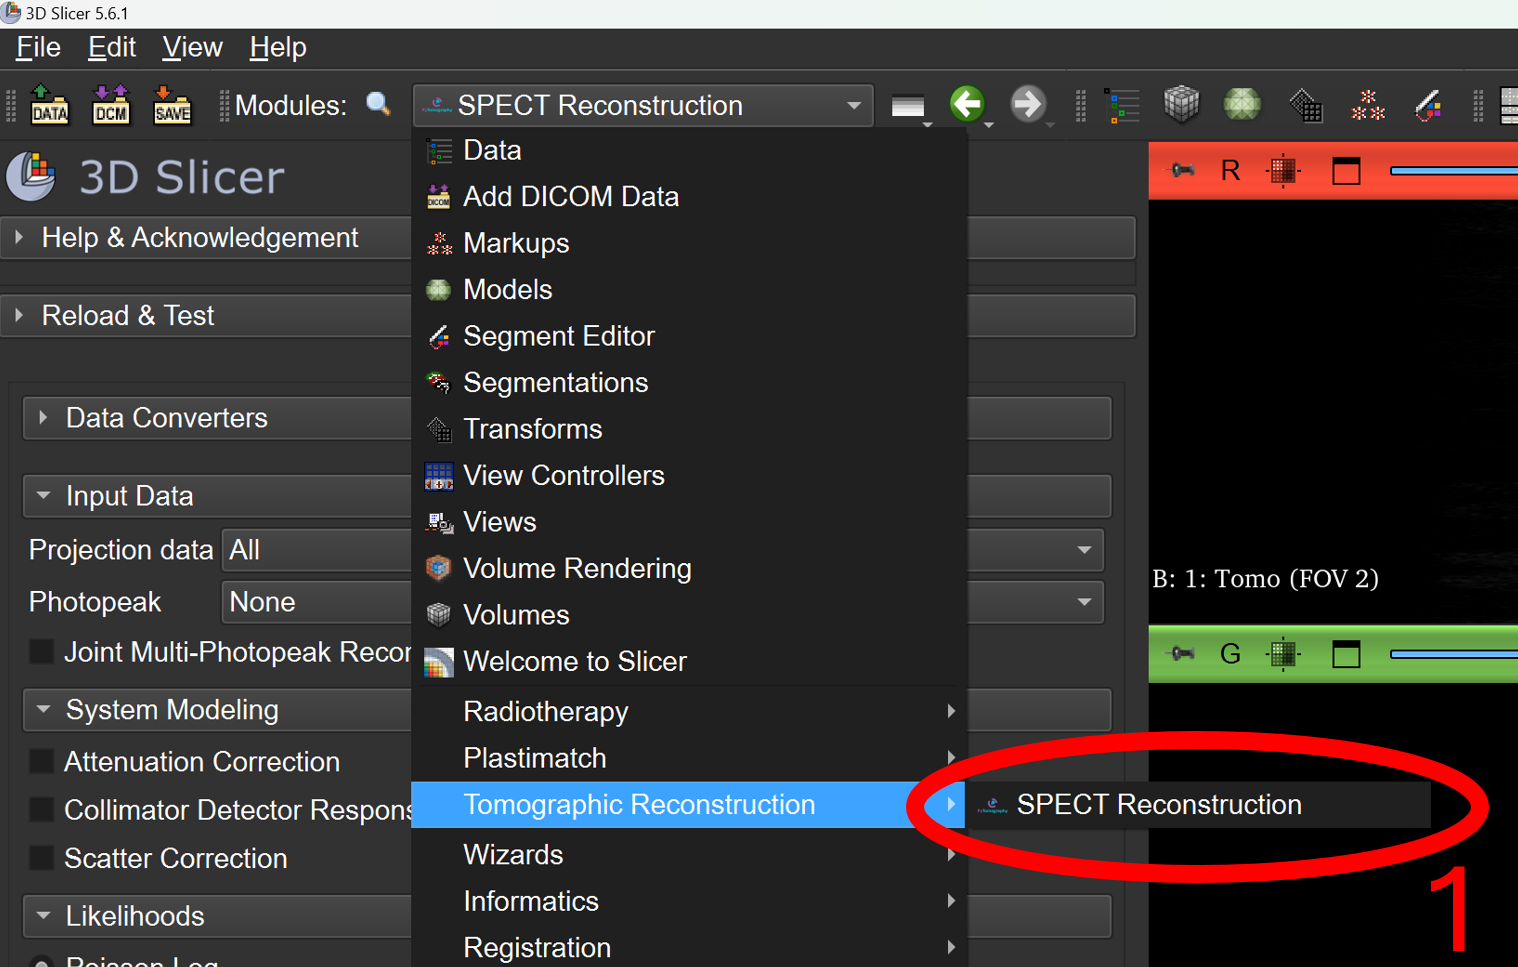 3D Slicer 5.6.1
File Edit View Help
DATA DCM SAVE Modules: SPECT Reconstruction
3D Slicer
Help & Acknowledgement
Reload & Test
Data Converters
Input Data
Projection data All
Photopeak None
Joint Multi-Photopeak Recor
System Modeling
Attenuation Correction
Collimator Detector Respons
Scatter Correction
Likelihoods
Poisson Log
Data
DICOM Add DICOM Data
Markups
Models
Segment Editor
Segmentations
Transforms
View Controllers
Views
Volume Rendering
Volumes
Welcome to Slicer
Radiotherapy
Plastimatch
Tomographic Reconstruction
Wizards
Informatics
Registration
SPECT Reconstruction
1
R
B: 1: Tomo (FOV 2)
G